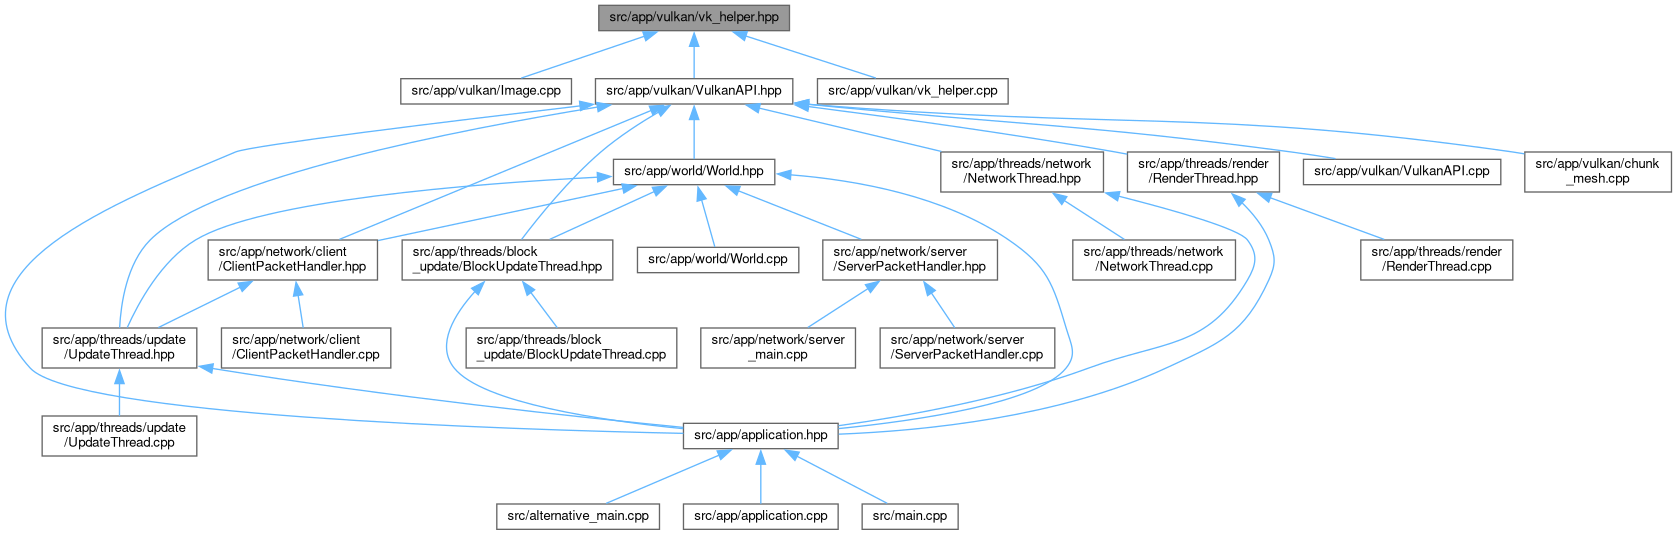 src/app/vulkan/vk_helper.hpp
src/app/vulkan/Image.cpp
src/app/vulkan/VulkanAPI.hpp
src/app/vulkan/vk_helper.cpp
src/app/world/World.hpp
src/app/threads/network
/NetworkThread.hpp
src/app/threads/render
/RenderThread.hpp
src/app/vulkan/VulkanAPI.cpp
src/app/vulkan/chunk
_mesh.cpp
src/app/network/client
/ClientPacketHandler.hpp
src/app/threads/block
_update/BlockUpdateThread.hpp
src/app/world/World.cpp
src/app/network/server
/ServerPacketHandler.hpp
src/app/threads/network
/NetworkThread.cpp
src/app/threads/render
/RenderThread.cpp
src/app/threads/update
/UpdateThread.hpp
src/app/network/client
/ClientPacketHandler.cpp
src/app/threads/block
_update/BlockUpdateThread.cpp
src/app/network/server
_main.cpp
src/app/network/server
/ServerPacketHandler.cpp
src/app/threads/update
/UpdateThread.cpp
src/app/application.hpp
src/alternative_main.cpp
src/app/application.cpp
src/main.cpp